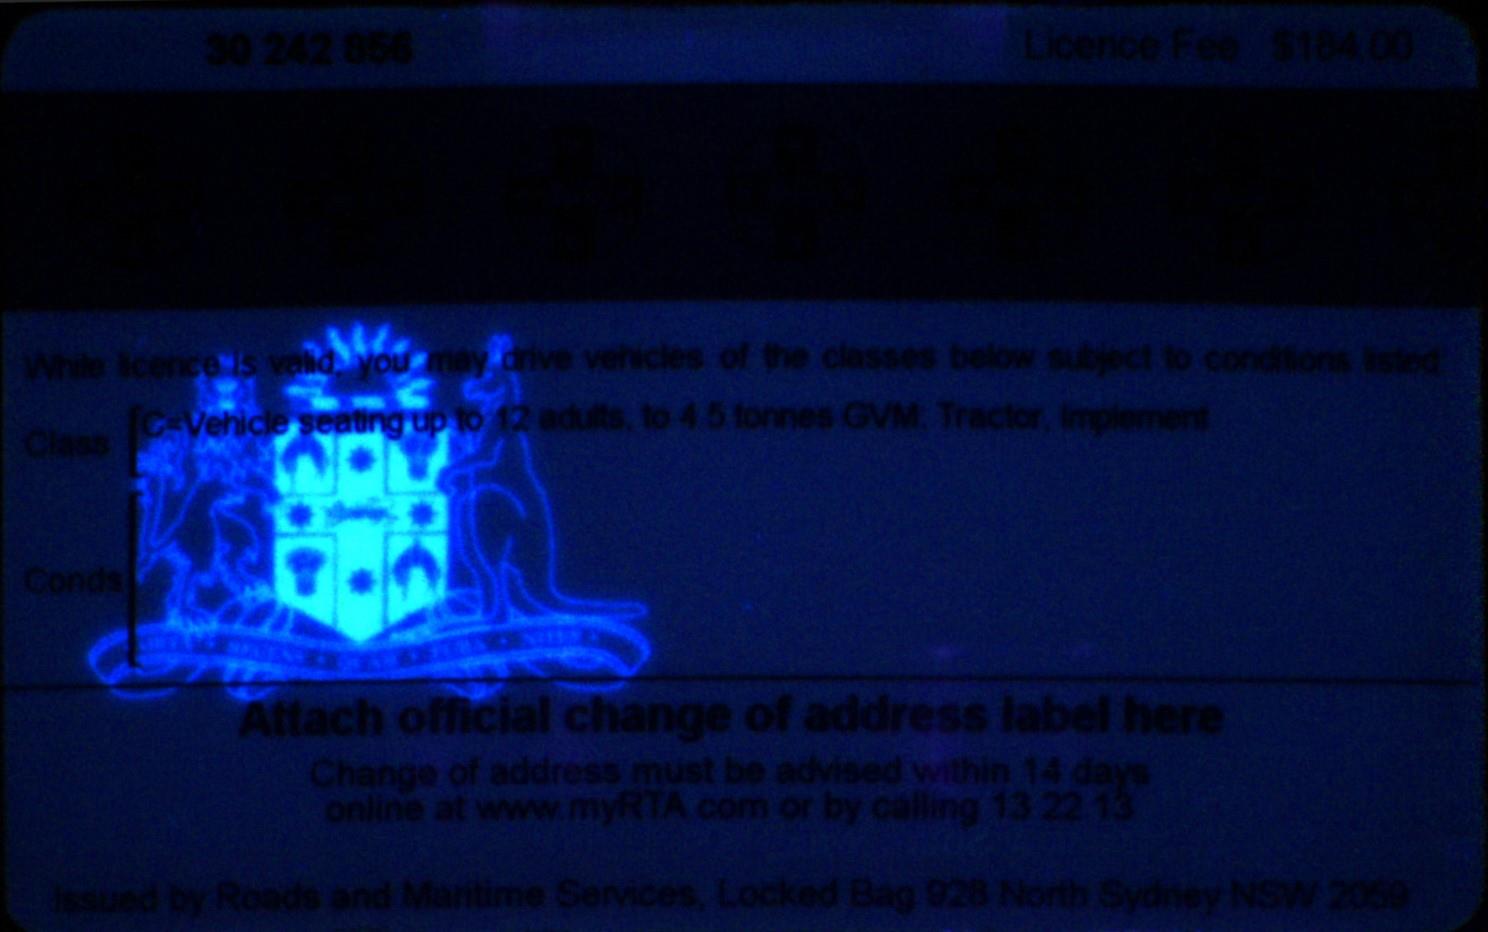 30 242 856
Licence Fee $184.00
While licence is valid, you may drive vehicles of the classes below subject to conditions listed
Class
C=Vehicle seating up to 12 adults, to 4.5 tonnes GVM; Tractor, Implement
Conds
Attach official change of address label here
Change of address must be advised within 14 days
online at www.myRTA.com or by calling 13 22 13
Issued by Roads and Maritime Services, Locked Bag 928 North Sydney NSW 2059